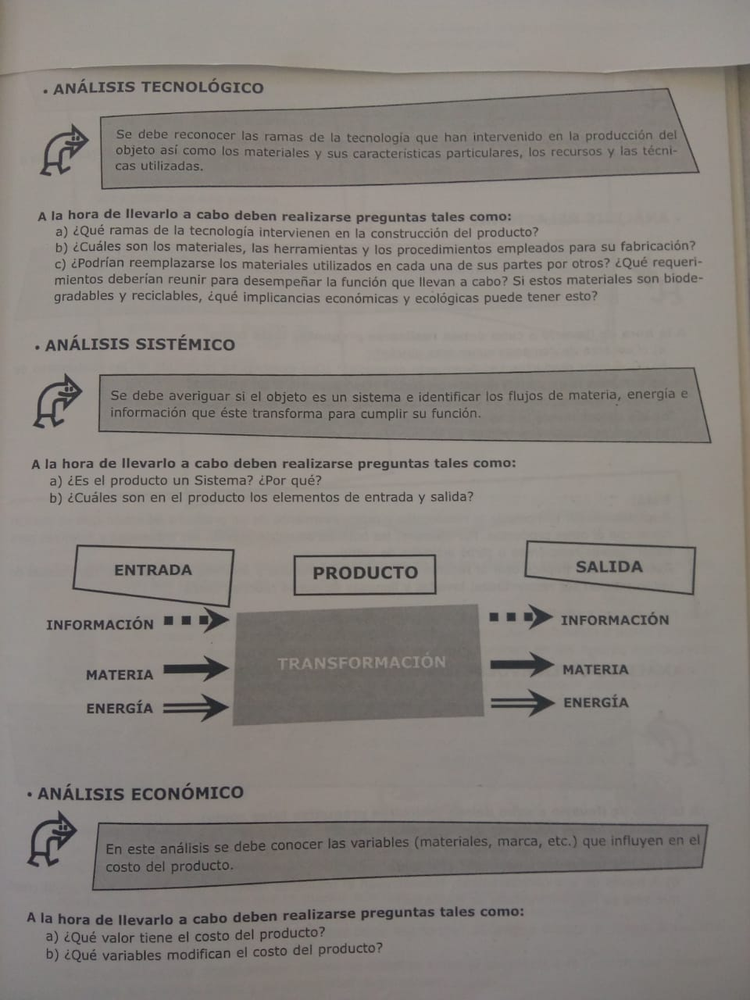 • ANÁLISIS TECNOLÓGICO
Se debe reconocer las ramas de la tecnología que han intervenido en la producción del
objeto así como los materiales y sus características particulares, los recursos y las técni-
cas utilizadas.
A la hora de llevarlo a cabo deben realizarse preguntas tales como:
a) ¿Qué ramas de la tecnología intervienen en la construcción del producto?
b) ¿Cuáles son los materiales, las herramientas y los procedimientos empleados para su fabricación?
c) ¿Podrían reemplazarse los materiales utilizados en cada una de sus partes por otros? ¿Qué requeri-
mientos deberían reunir para desempeñar la función que llevan a cabo? Si estos materiales son biode-
gradables y reciclables, ¿qué implicancias económicas y ecológicas puede tener esto?
• ANÁLISIS SISTÉMICO
Se debe averiguar si el objeto es un sistema e identificar los flujos de materia, energía e
información que éste transforma para cumplir su función.
A la hora de llevarlo a cabo deben realizarse preguntas tales como:
a) ¿Es el producto un Sistema? ¿Por qué?
b) ¿Cuáles son en el producto los elementos de entrada y salida?
ENTRADA PRODUCTO SALIDA
INFORMACIÓN INFORMACIÓN
MATERIA TRANSFORMACIÓN MATERIA
ENERGÍA ENERGÍA
• ANÁLISIS ECONÓMICO
En este análisis se debe conocer las variables (materiales, marca, etc.) que influyen en el
costo del producto.
A la hora de llevarlo a cabo deben realizarse preguntas tales como:
a) ¿Qué valor tiene el costo del producto?
b) ¿Qué variables modifican el costo del producto?